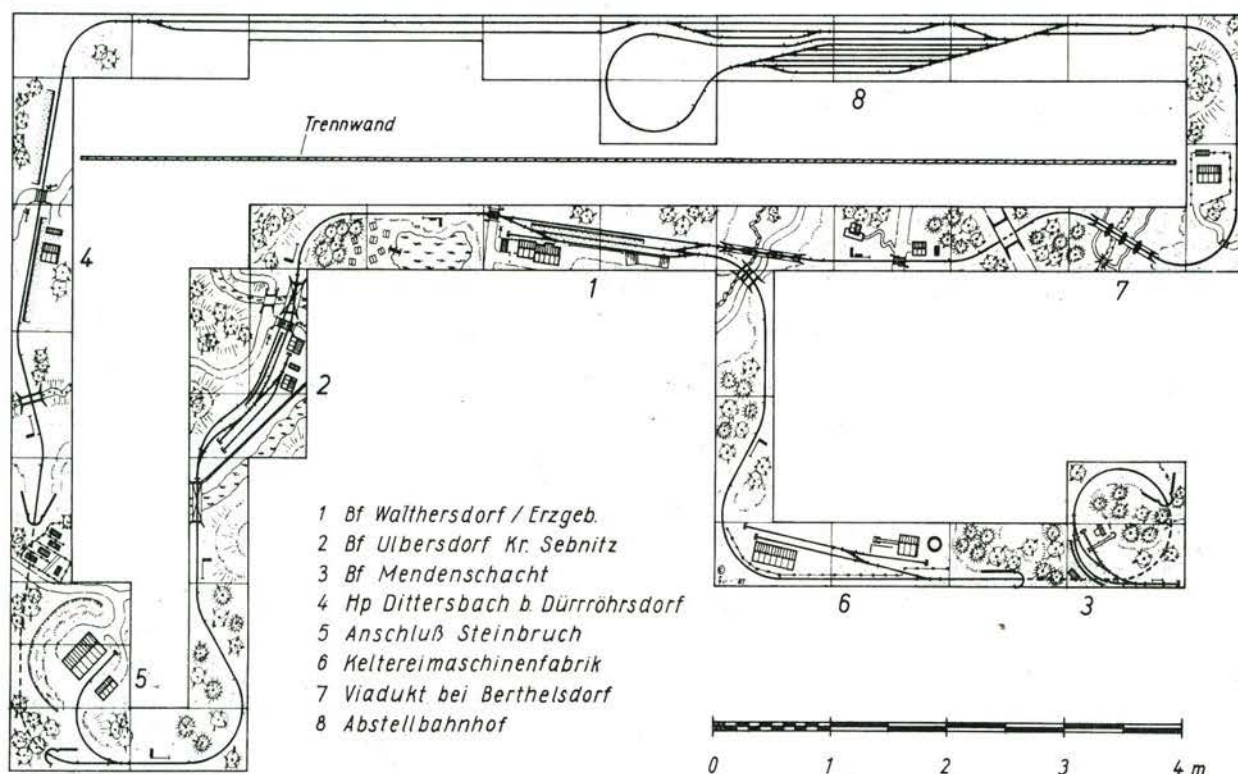 8
Trennwand
4
1
7
2
1 Bf Walthersdorf / Erzgeb.
2 Bf Ulbersdorf Kr. Sebnitz
3 Bf Mendenschacht
4 Hp Dittersbach b. Dürrröhrsdorf
5 Anschluß Steinbruch
6 Keltereimaschinenfabrik
7 Viadukt bei Berthelsdorf
8 Abstellbahnhof
6
3
5
0 1 2 3 4 m